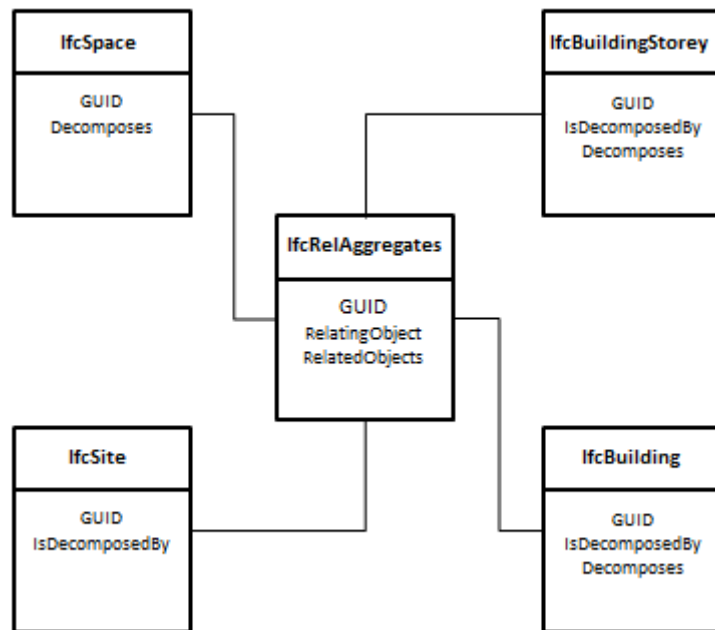 IfcSpace
GUID
Decomposes
IfcBuildingStorey
GUID
IsDecomposedBy
Decomposes
IfcRelAggregates
GUID
RelatingObject
RelatedObjects
IfcSite
GUID
IsDecomposedBy
IfcBuilding
GUID
IsDecomposedBy
Decomposes